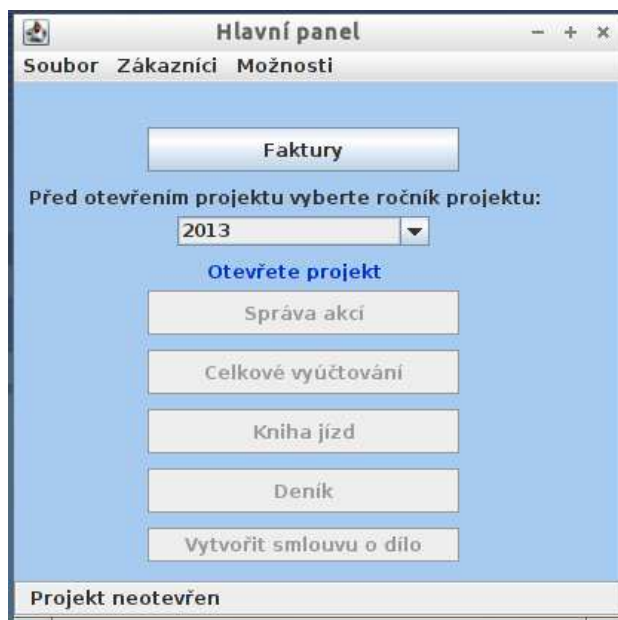 Hlavní panel
Soubor Zákazníci Možnosti
Faktury
Před otevřením projektu vyberte ročník projektu:
2013
Otevřete projekt
Správa akcí
Celkové vyúčtování
Kniha jízd
Deník
Vytvořit smlouvu o dílo
Projekt neotevřen